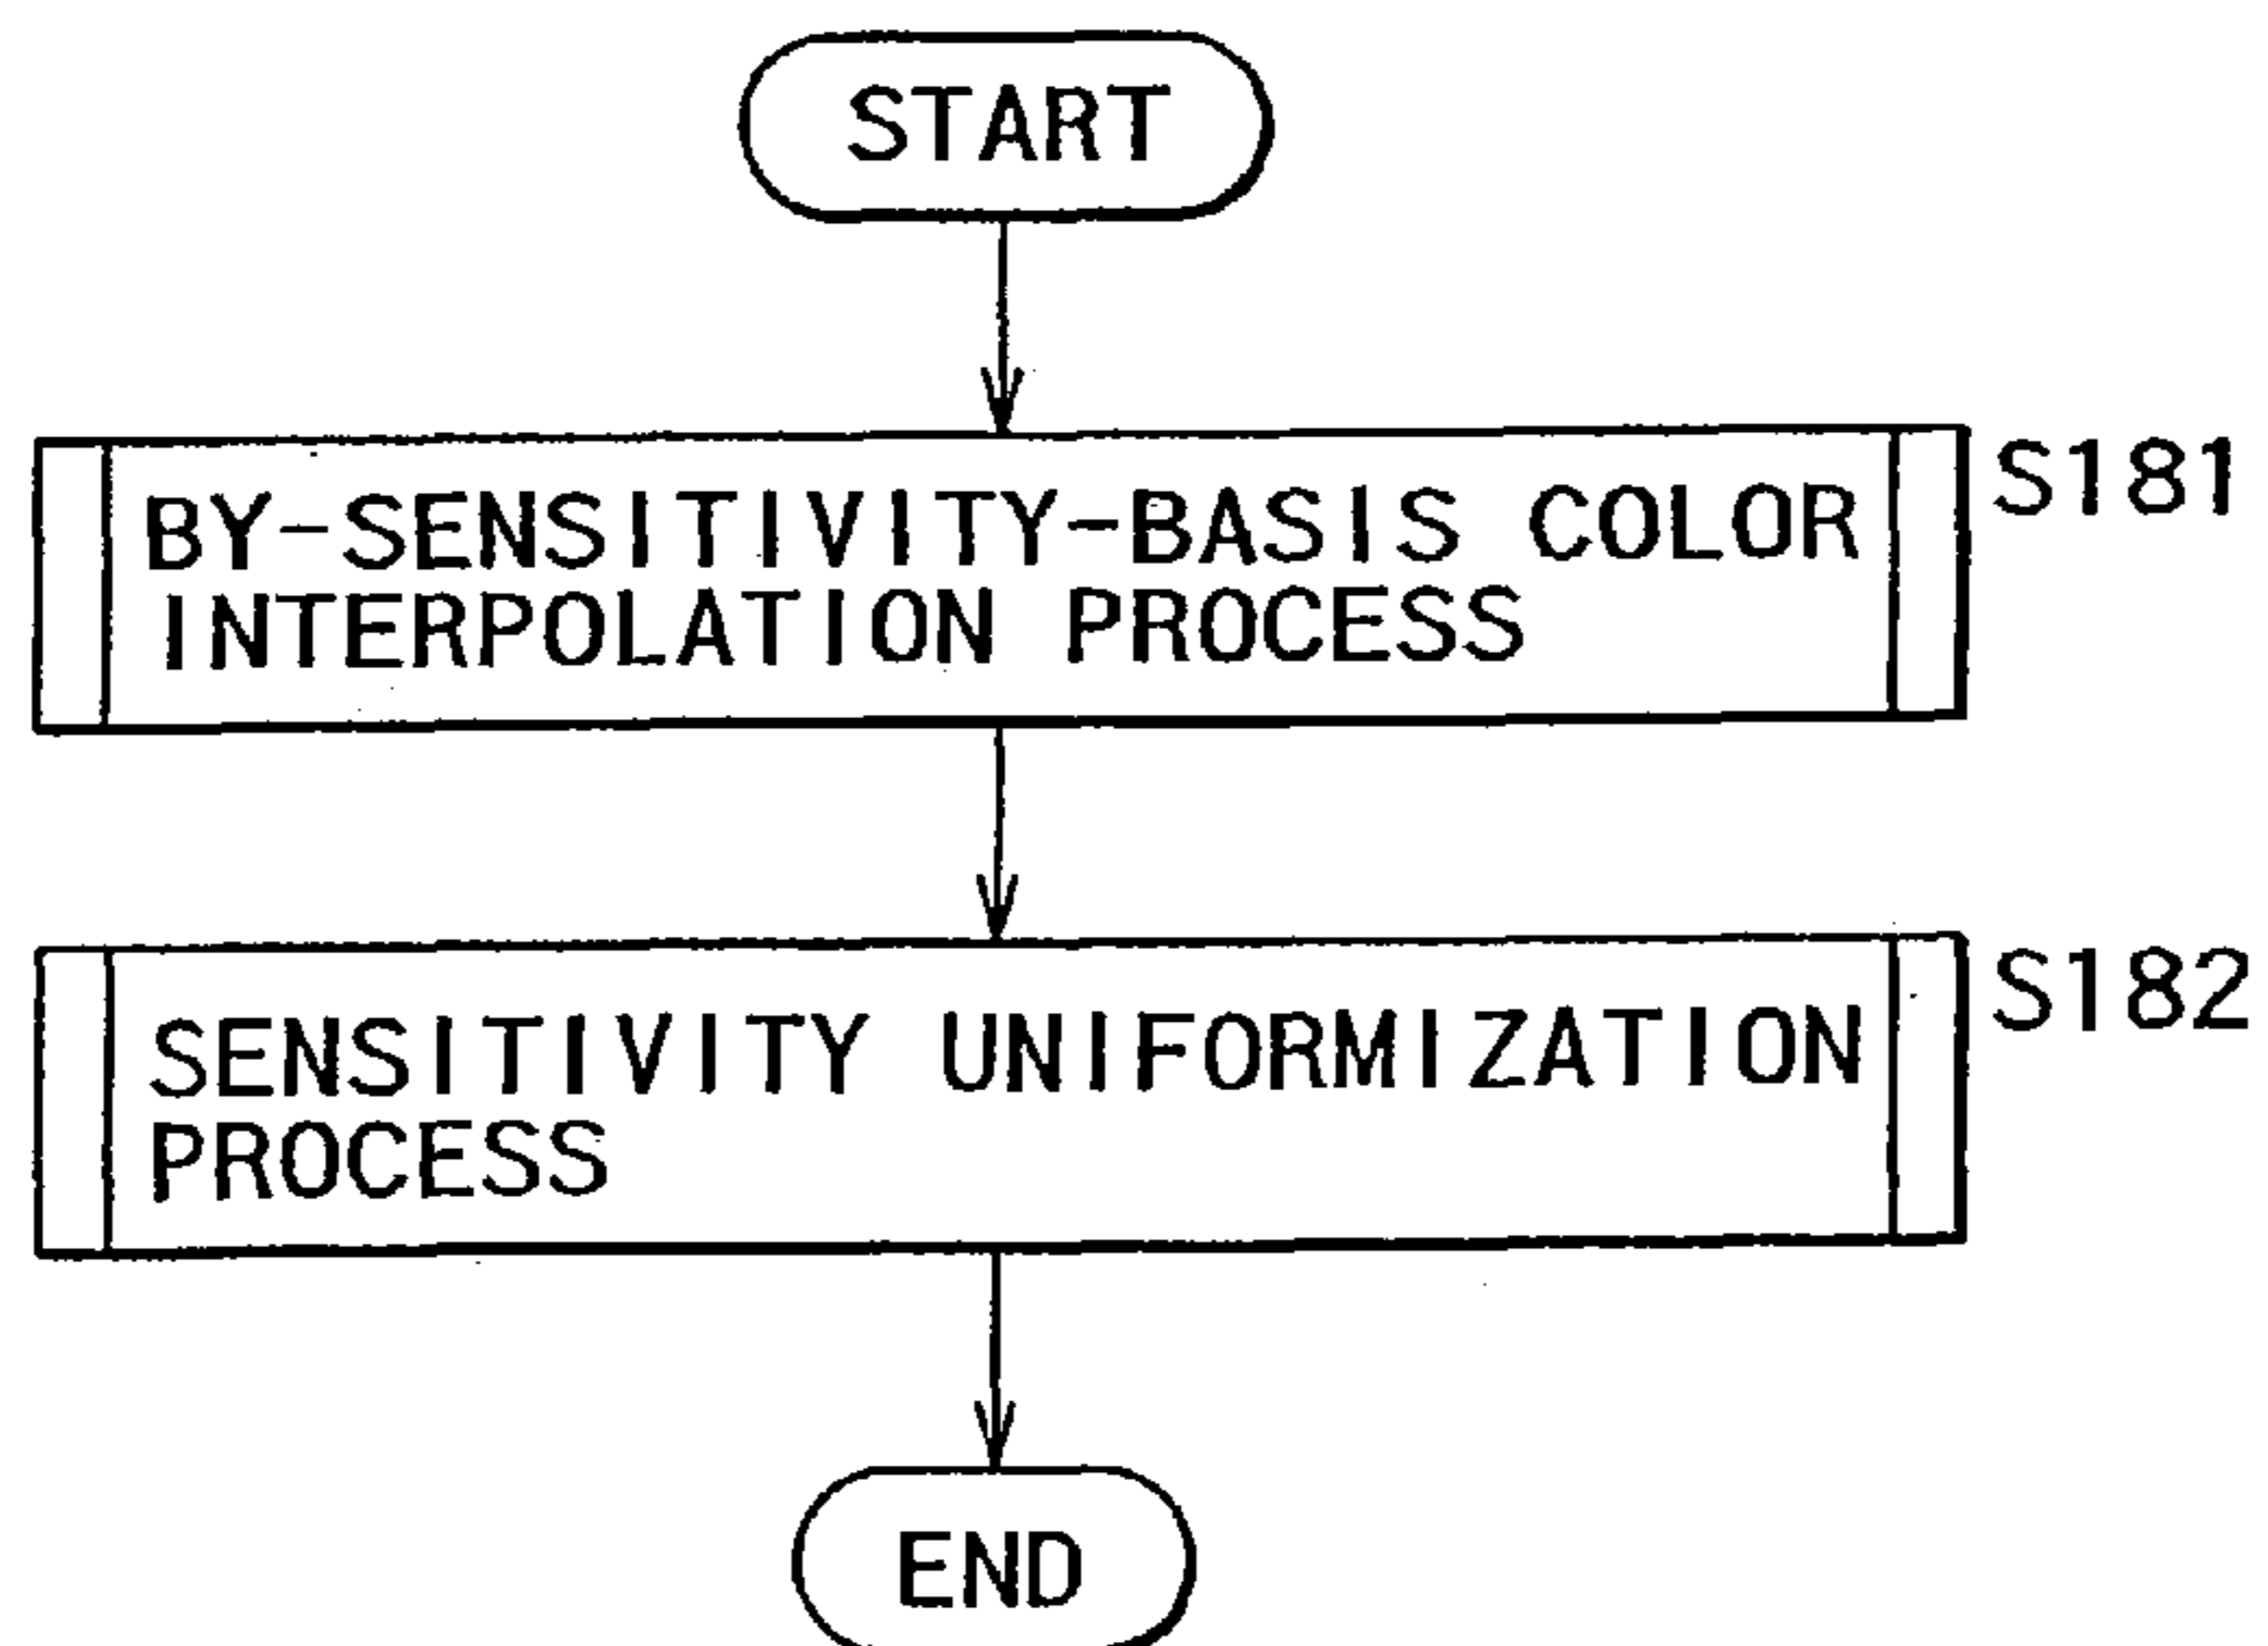 START
BY-SENSITIVITY-BASIS COLOR
INTERPOLATION PROCESS
S181
SENSITIVITY UNIFORMIZATION
PROCESS
S182
END